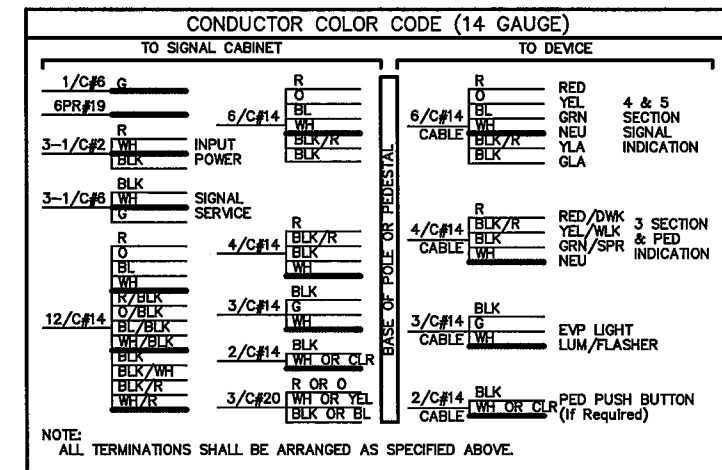 CONDUCTOR COLOR CODE (14 GAUGE)
TO SIGNAL CABINET
1/C#6 G
6PR#19
3-1/C#2
R
WH
BLK
INPUT
POWER
3-1/C#6
BLK
WH
G
SIGNAL
SERVICE
12/C#14
R
O
BL
WH
R/BLK
O/BLK
BL/BLK
WH/BLK
BLK
BLK/WH
BLK/R
WH/R
6/C#14
R
O
BL
WH
BLK/R
BLK
4/C#14
R
BLK/R
BLK
WH
3/C#14
BLK
G
WH
2/C#14
BLK
WH OR CLR
3/C#20
R OR O
WH OR YEL
BLK OR BL
BASE OF POLE OR PEDESTAL
TO DEVICE
6/C#14
CABLE
R
O
BL
WH
BLK/R
BLK
RED
YEL
GRN
NEU
YLA
GLA
4 & 5
SECTION
SIGNAL
INDICATION
4/C#14
CABLE
R
BLK/R
BLK
WH
RED/DWK
YEL/WLK
GRN/SPR
NEU
3 SECTION
& PED
INDICATION
3/C#14
CABLE
BLK
G
WH
EVP LIGHT
LUM/FLASHER
2/C#14
CABLE
BLK
WH OR CLR
PED PUSH BUTTON
(If Required)
NOTE:
ALL TERMINATIONS SHALL BE ARRANGED AS SPECIFIED ABOVE.